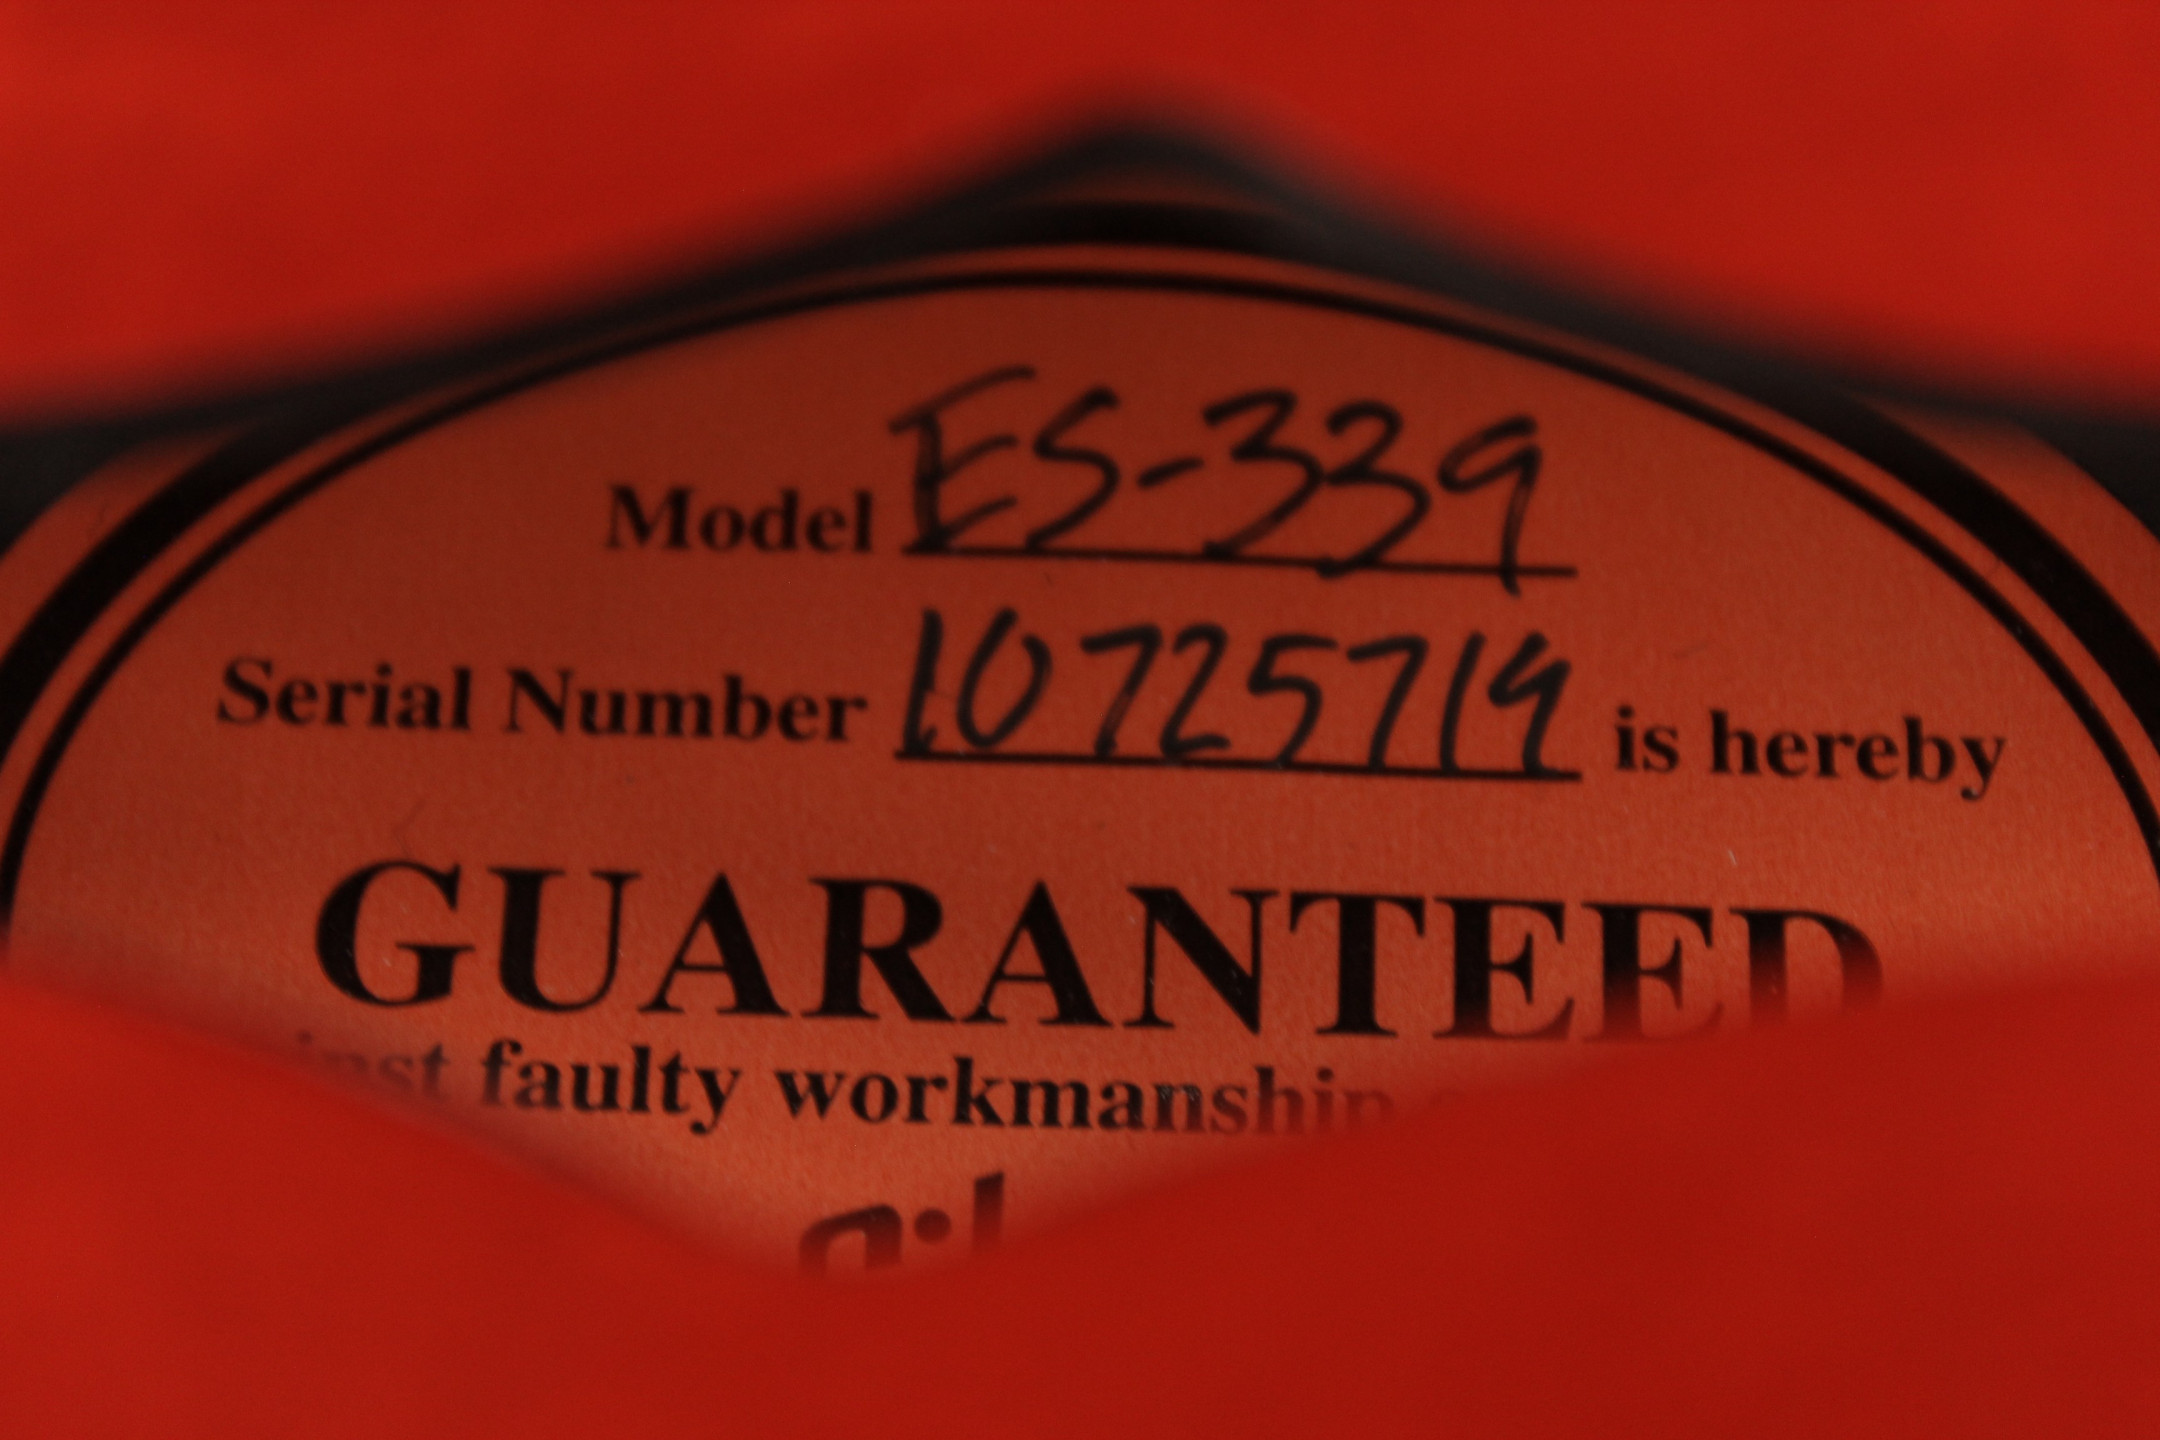 Model ES-339
Serial Number 10725719 is hereby
GUARANTEED
faulty workmanship